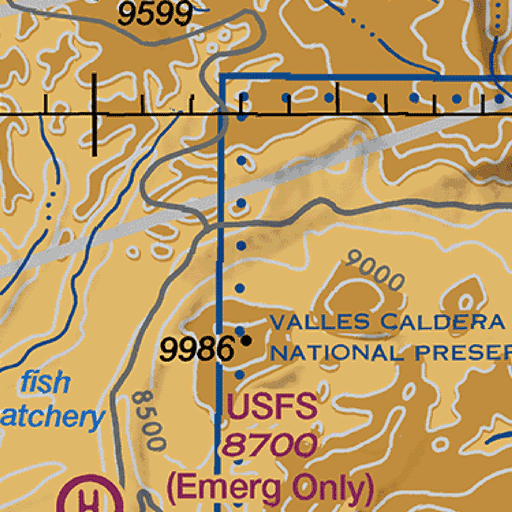 9599
9000
VALLES CALDERA
9986
NATIONAL PRESER
fish
atchery
8500
USFS
8700
(Emerg Only)
H